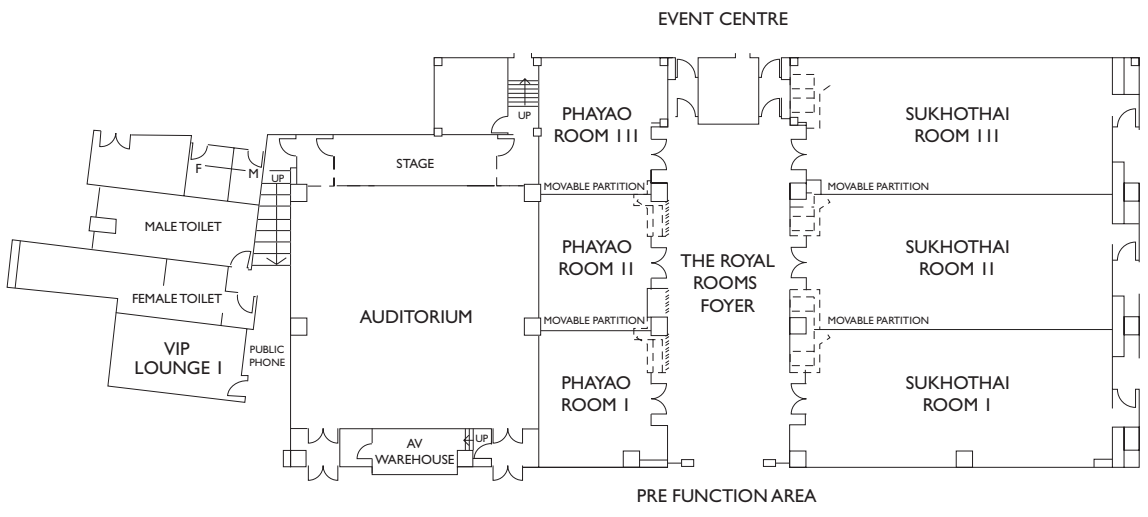 EVENT CENTRE
PHAYAO
ROOM III
SUKHOTHAI
ROOM III
UP
STAGE
F
M
UP
MOVABLE PARTITION
MOVABLE PARTITION
MALE TOILET
PHAYAO
ROOM II
THE ROYAL
ROOMS
FOYER
SUKHOTHAI
ROOM II
FEMALE TOILET
AUDITORIUM
MOVABLE PARTITION
MOVABLE PARTITION
VIP
LOUNGE I
PUBLIC
PHONE
PHAYAO
ROOM I
SUKHOTHAI
ROOM I
AV
WAREHOUSE
UP
PRE FUNCTION AREA